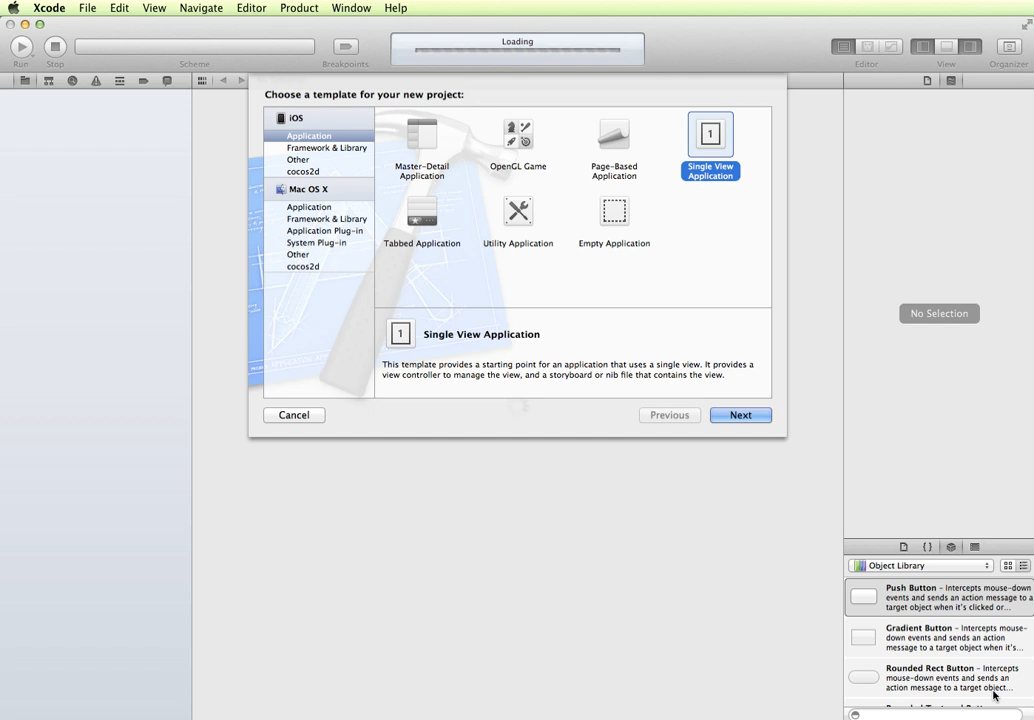 Xcode File Edit View Navigate Editor Product Window Help
Loading
Run Stop Scheme Breakpoints Editor View Organizer
Choose a template for your new project:
iOS
Application
Framework & Library
Other
cocos2d
Mac OS X
Application
Framework & Library
Application Plug-in
System Plug-in
Other
cocos2d
Master-Detail
Application
OpenGL Game
Page-Based
Application
1
Single View
Application
Tabbed Application
Utility Application
Empty Application
1
Single View Application
This template provides a starting point for an application that uses a single view. It provides a
view controller to manage the view, and a storyboard or nib file that contains the view.
Cancel
Previous
Next
No Selection
{}
Object Library
Push Button – Intercepts mouse-down
events and sends an action message to a
target object when it's clicked or...
Gradient Button – Intercepts mouse-
down events and sends an action
message to a target object when it's...
Rounded Rect Button – Intercepts
mouse-down events and sends an
action message to a target object...